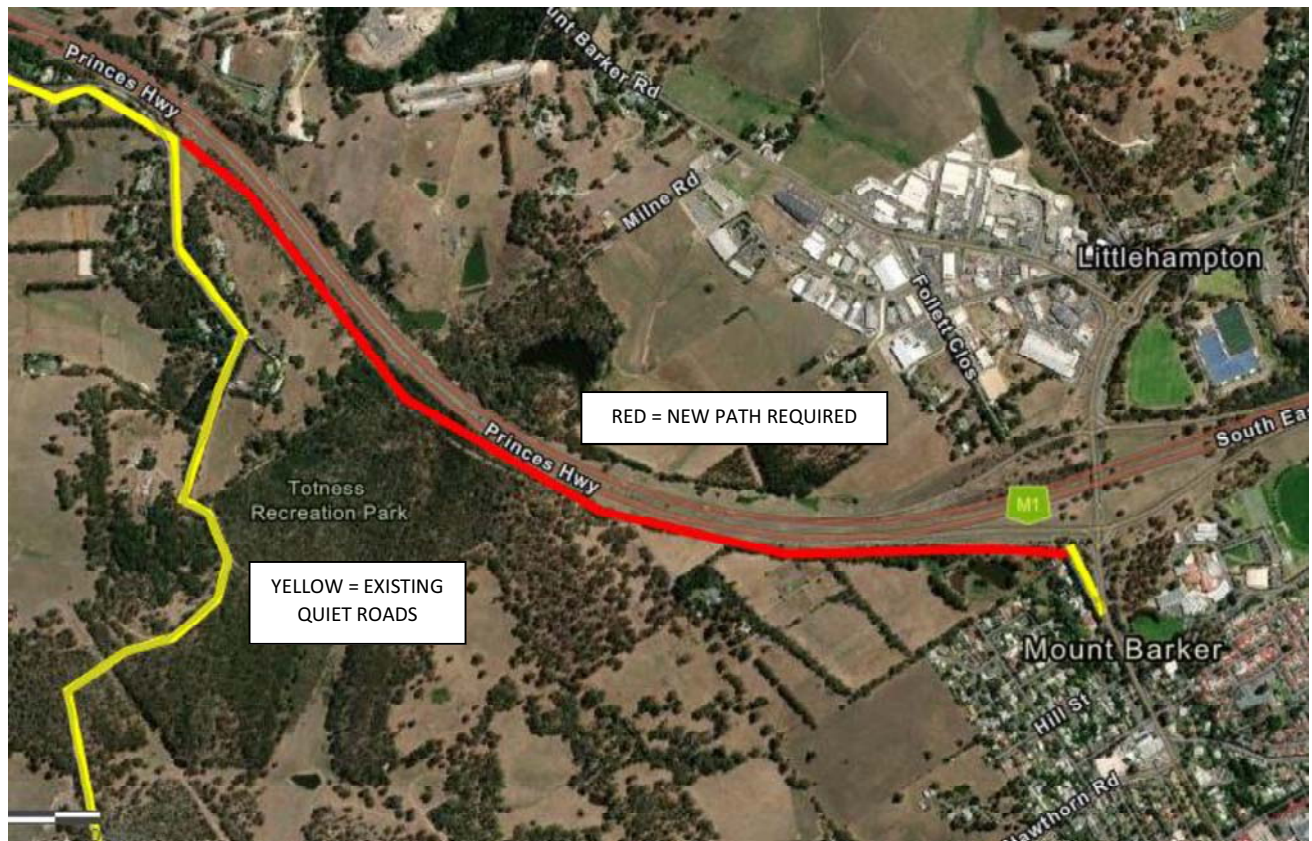 Princes Hwy
unt Barker Rd
Milne Rd
Littlehampton
Follett Clos
RED = NEW PATH REQUIRED
Princes Hwy
South Ea
M1
Totness
Recreation Park
YELLOW = EXISTING
QUIET ROADS
Mount Barker
Hill St
Hawthorn Rd